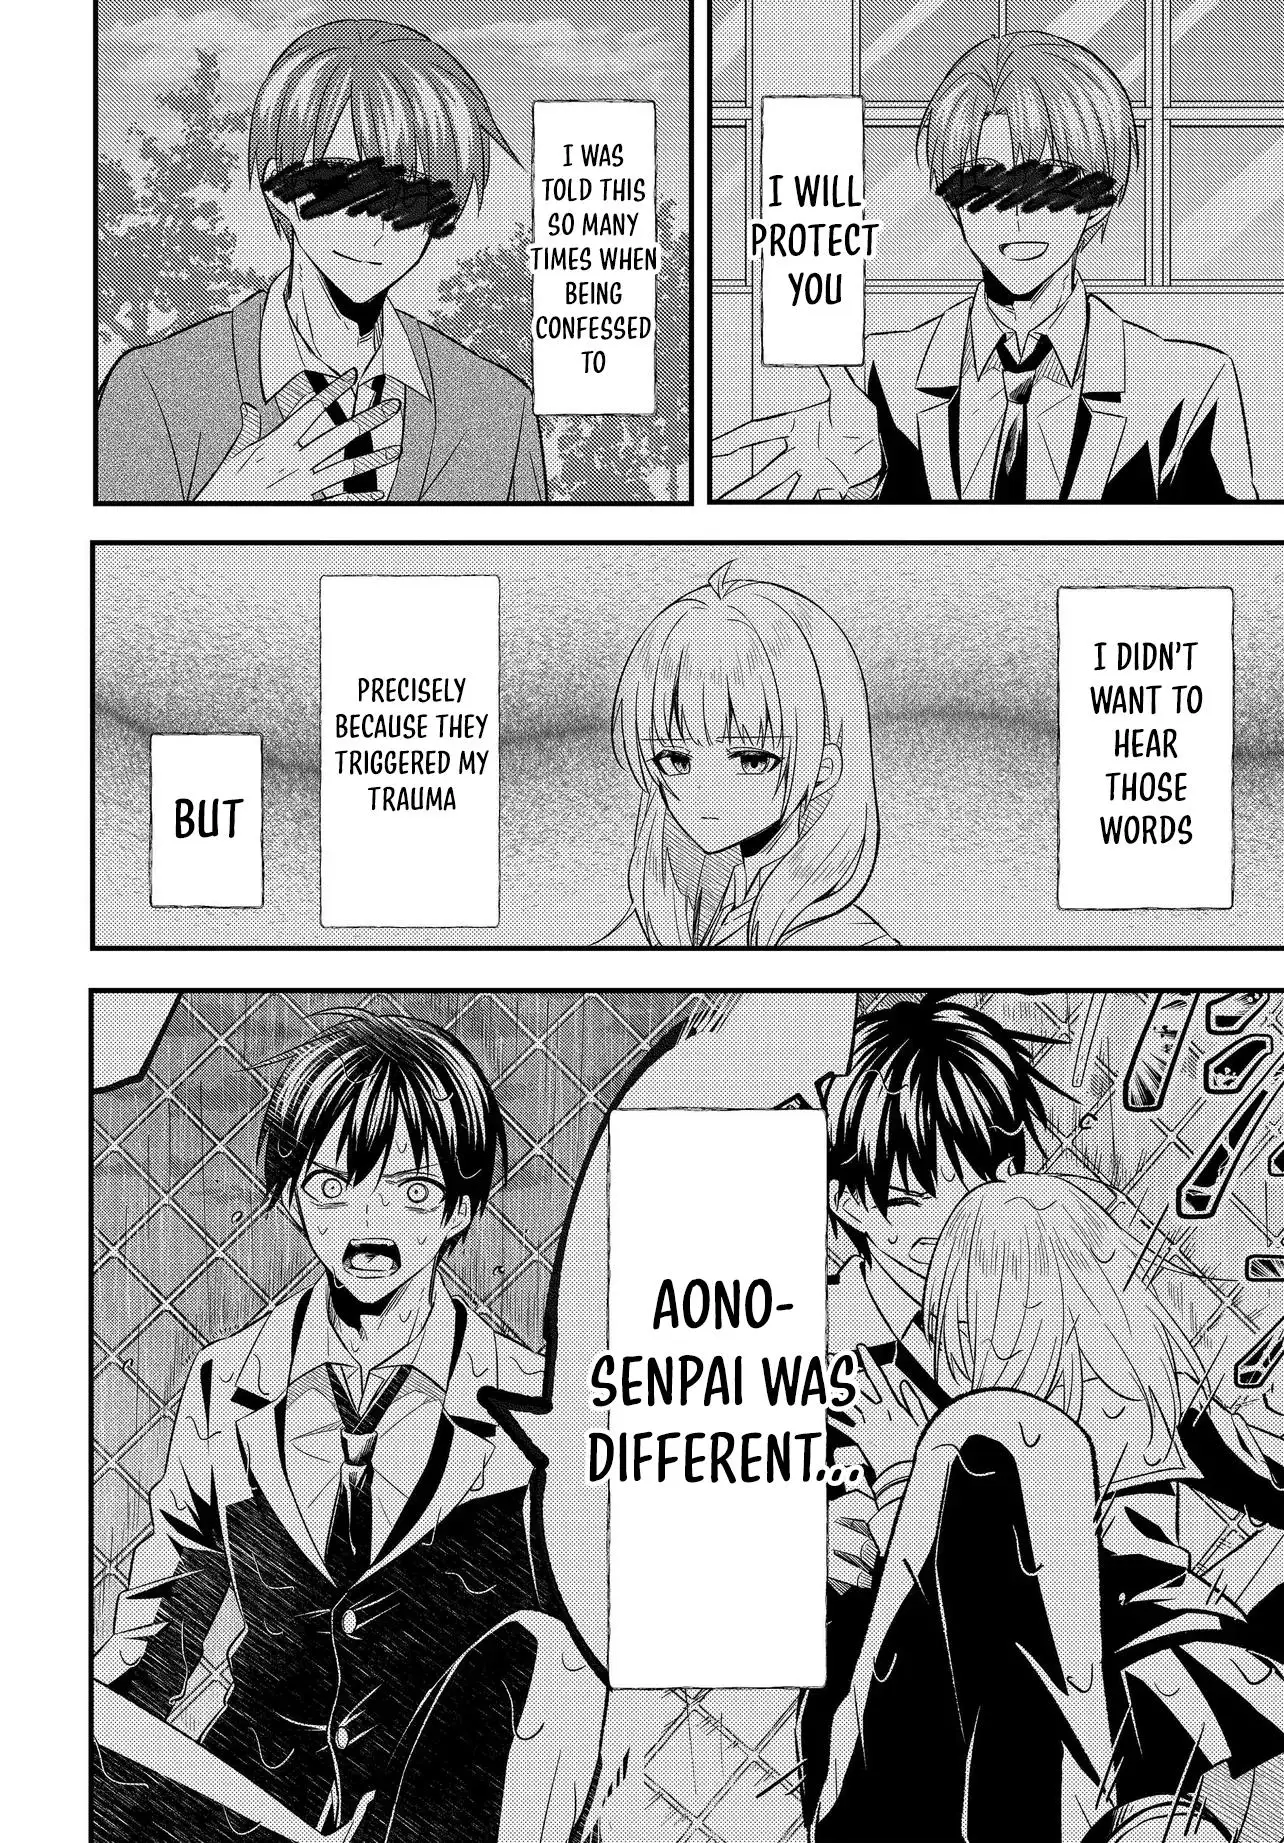 I WILL
PROTECT
YOU
I WAS
TOLD THIS
SO MANY
TIMES WHEN
BEING
CONFESSED
TO
I DIDN'T
WANT TO
HEAR
THOSE
WORDS
PRECISELY
BECAUSE THEY
TRIGGERED MY
TRAUMA
BUT
AONO-
SENPAI WAS
DIFFERENT...